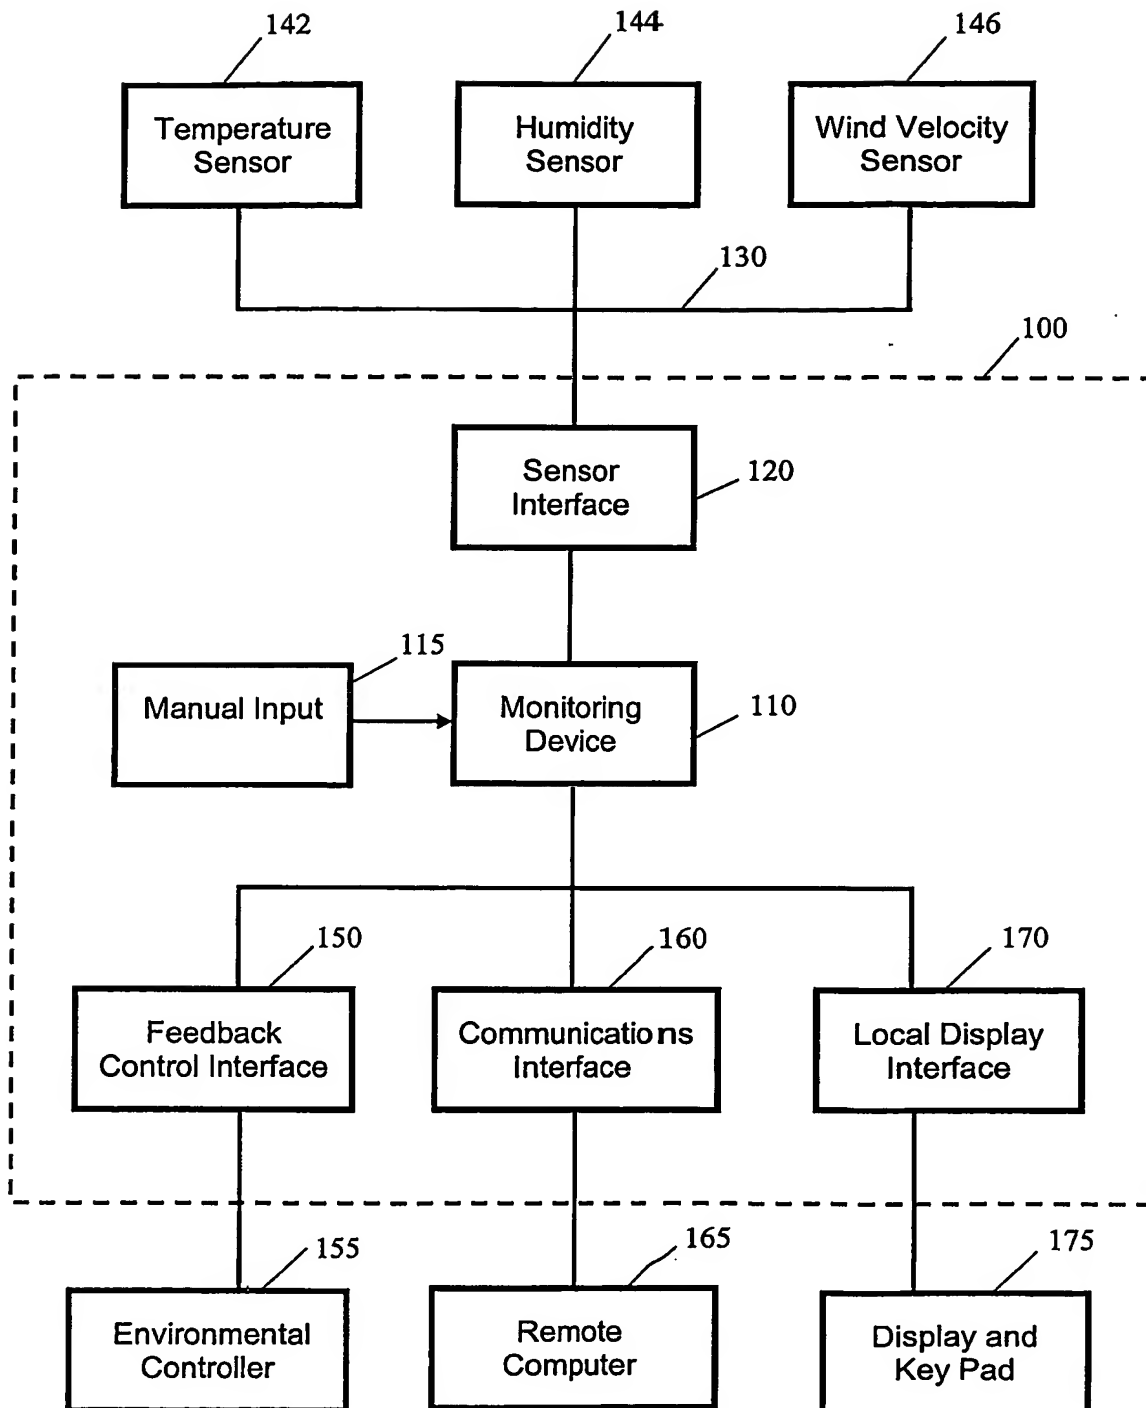 142
144
146
Temperature
Sensor
Humidity
Sensor
Wind Velocity
Sensor
130
100
Sensor
Interface
120
115
Manual Input
Monitoring
Device
110
150
160
170
Feedback
Control Interface
Communications
Interface
Local Display
Interface
155
165
175
Environmental
Controller
Remote
Computer
Display and
Key Pad